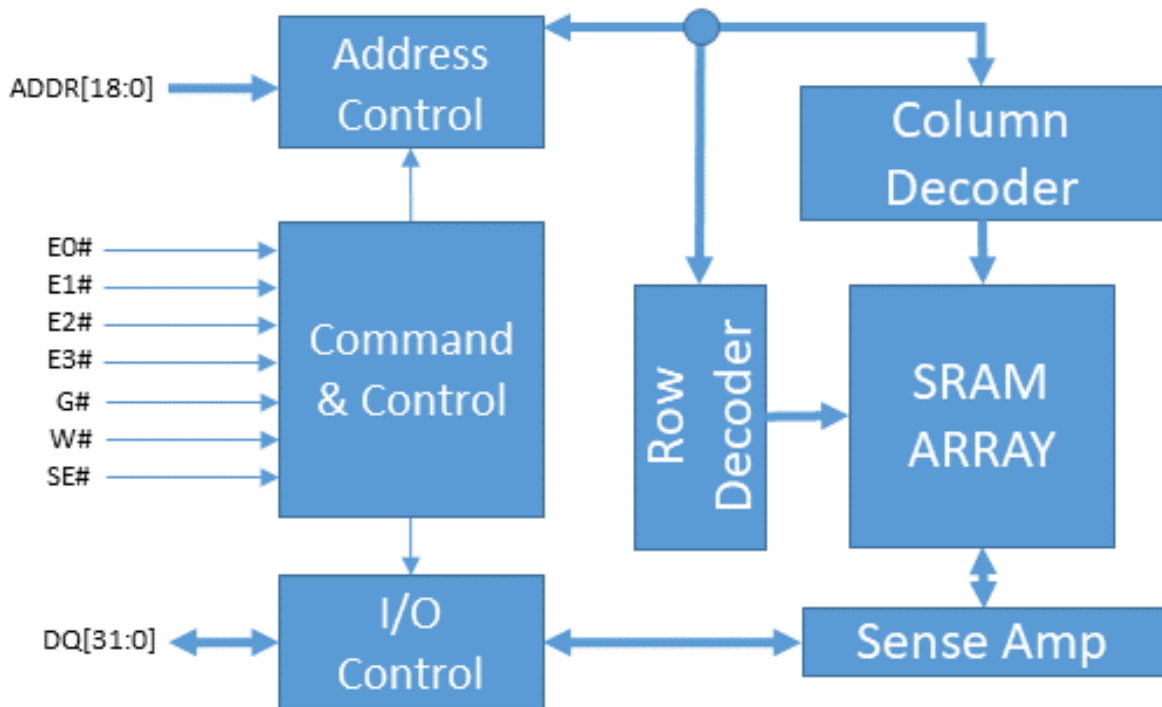 Address
Control
ADDR[18:0]
Column
Decoder
E0#
E1#
E2#
E3#
G#
W#
SE#
Command
& Control
Row
Decoder
SRAM
ARRAY
DQ[31:0]
I/O
Control
Sense Amp